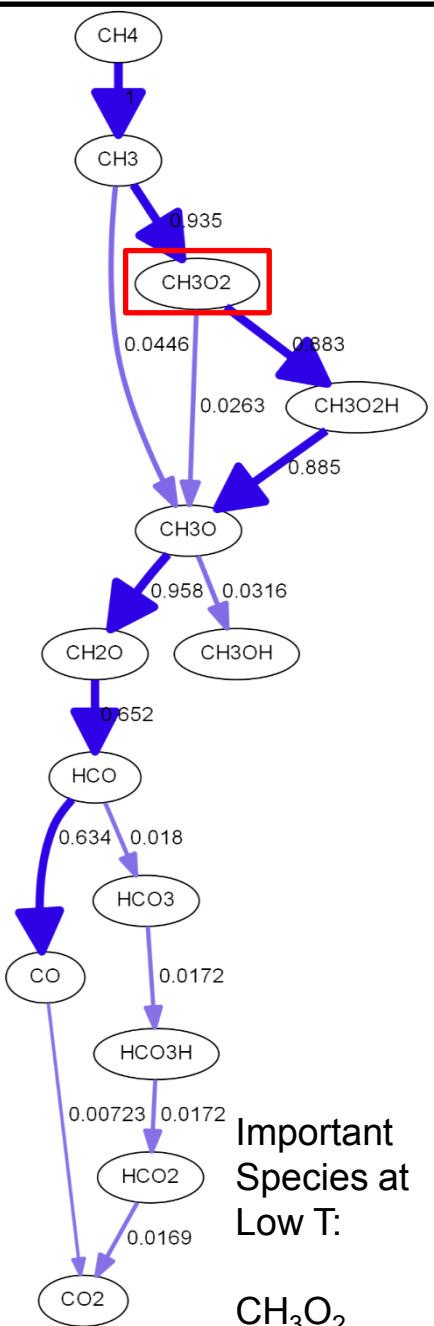 CH4
1
CH3
0.935
CH3O2
0.0446
0.883
0.0263
CH3O2H
0.885
CH3O
0.958
0.0316
CH2O
CH3OH
0.652
HCO
0.634
0.018
HCO3
0.0172
CO
HCO3H
0.00723
0.0172
Important
Species at
Low T:
HCO2
0.0169
CO2
CH₃O₂